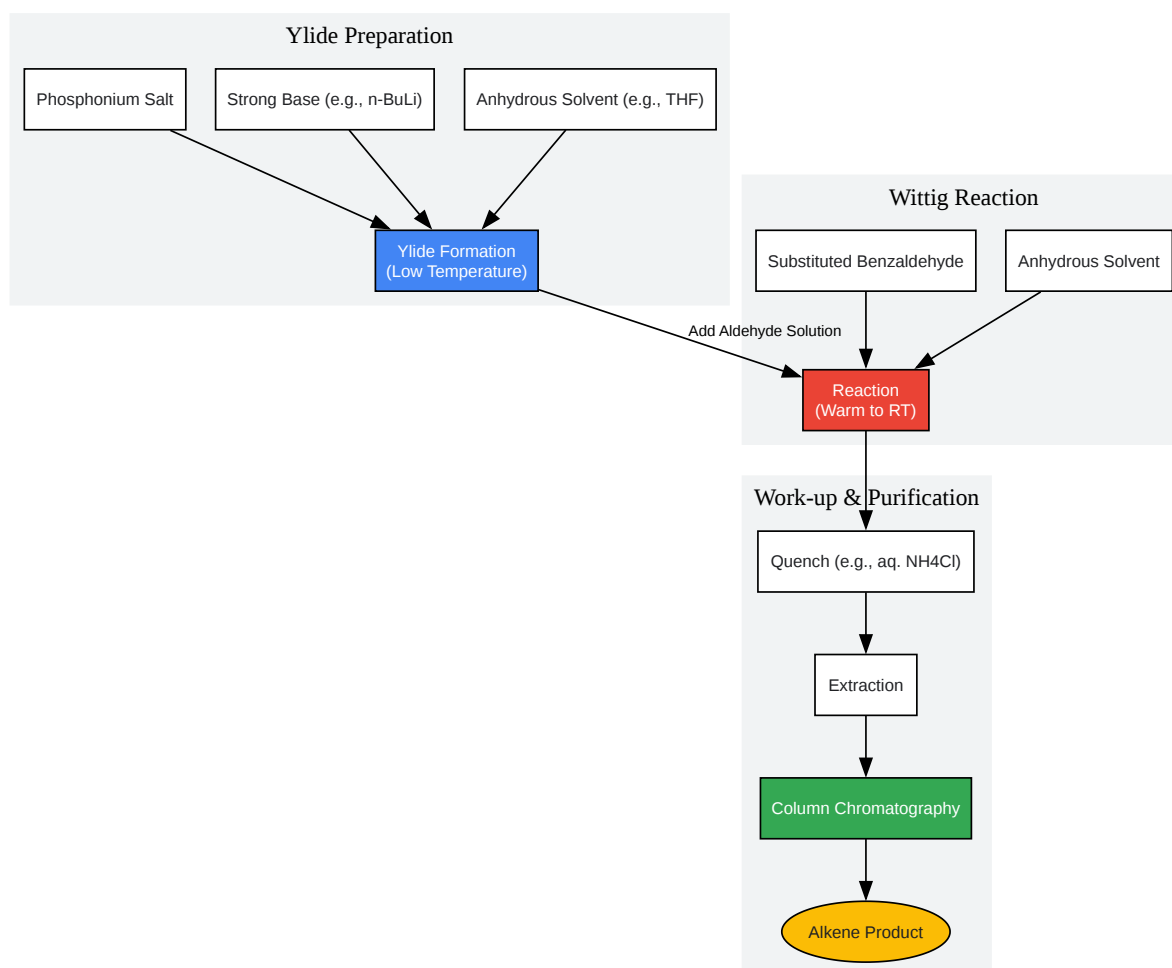 Ylide Preparation
Phosphonium Salt
Strong Base (e.g., n-BuLi)
Anhydrous Solvent (e.g., THF)
Ylide Formation
(Low Temperature)
Wittig Reaction
Substituted Benzaldehyde
Anhydrous Solvent
Add Aldehyde Solution
Reaction
(Warm to RT)
Work-up & Purification
Quench (e.g., aq. NH4Cl)
Extraction
Column Chromatography
Alkene Product